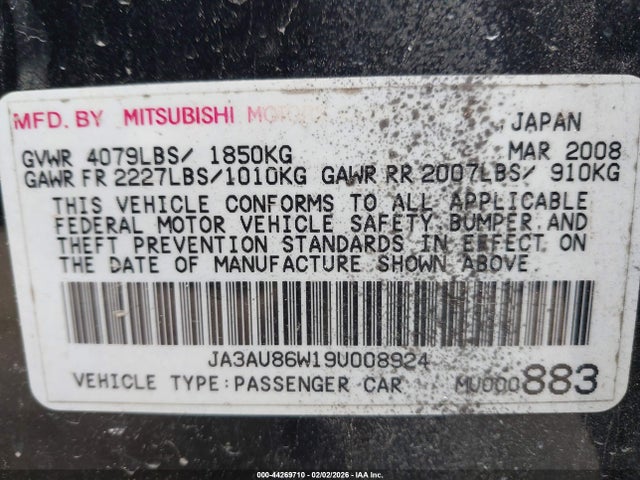 MFD. BY MITSUBISHI MOTORS JAPAN
GVWR 4079LBS/ 1850KG MAR 2008
GAWR FR 2227LBS/1010KG GAWR RR 2007LBS/ 910KG
THIS VEHICLE CONFORMS TO ALL APPLICABLE
FEDERAL MOTOR VEHICLE SAFETY, BUMPER AND
THEFT PREVENTION STANDARDS IN EFFECT ON
THE DATE OF MANUFACTURE SHOWN ABOVE.
JA3AU86W19U008924
VEHICLE TYPE:PASSENGER CAR MU000883
000-44269710 - 02/02/2026 - IAA Inc.